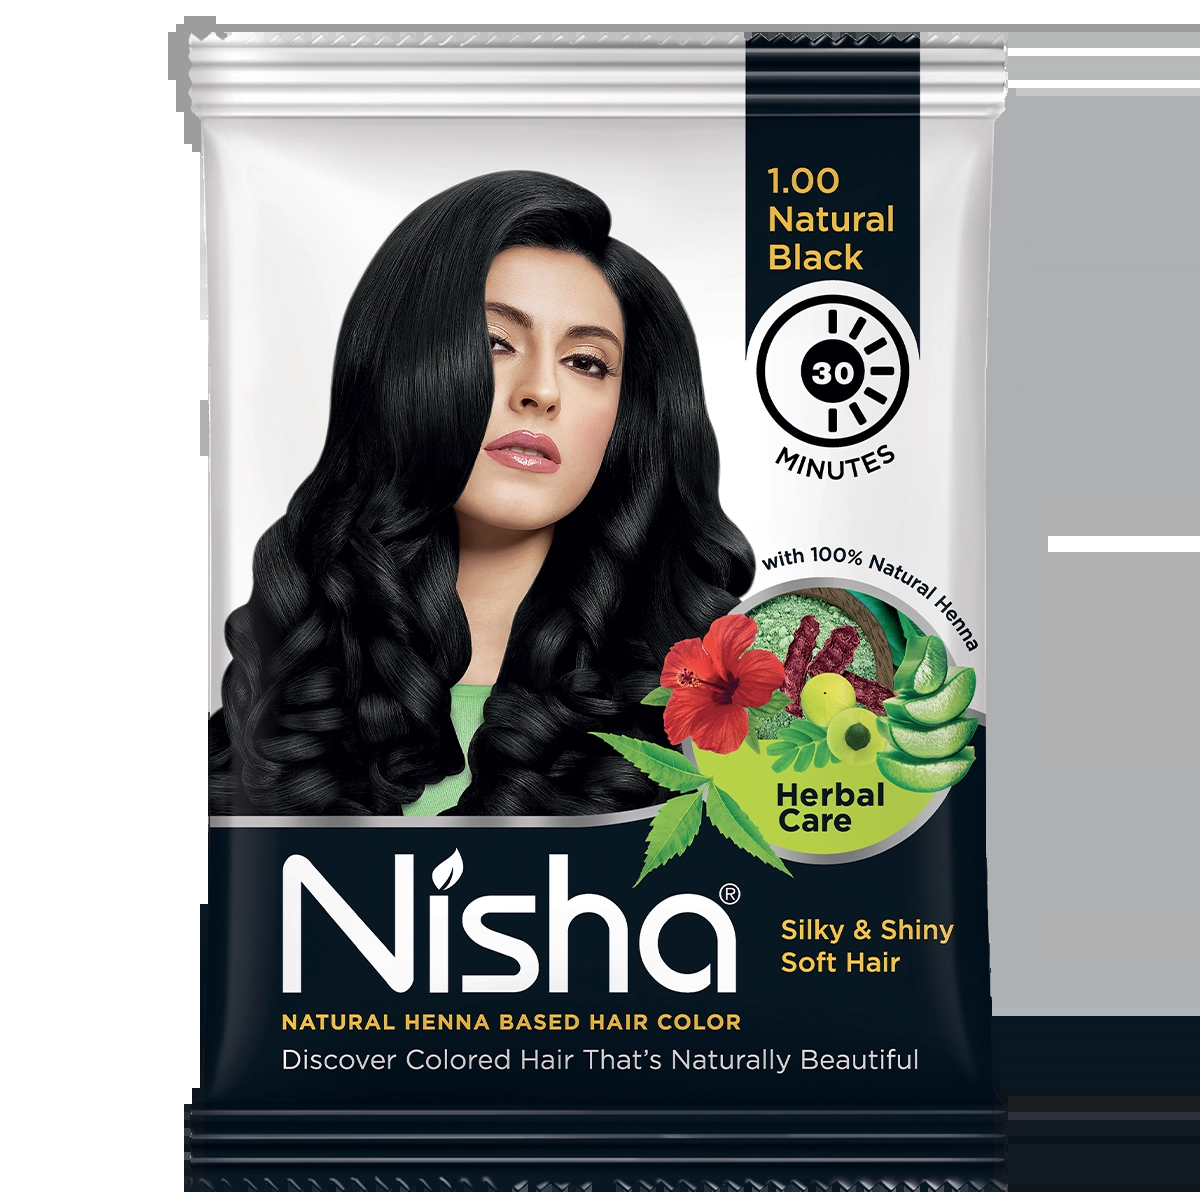 1.00
Natural
Black
30
MINUTES
with 100% Natural Henna
Herbal
Care
Nisha®
Silky & Shiny
Soft Hair
NATURAL HENNA BASED HAIR COLOR
Discover Colored Hair That's Naturally Beautiful